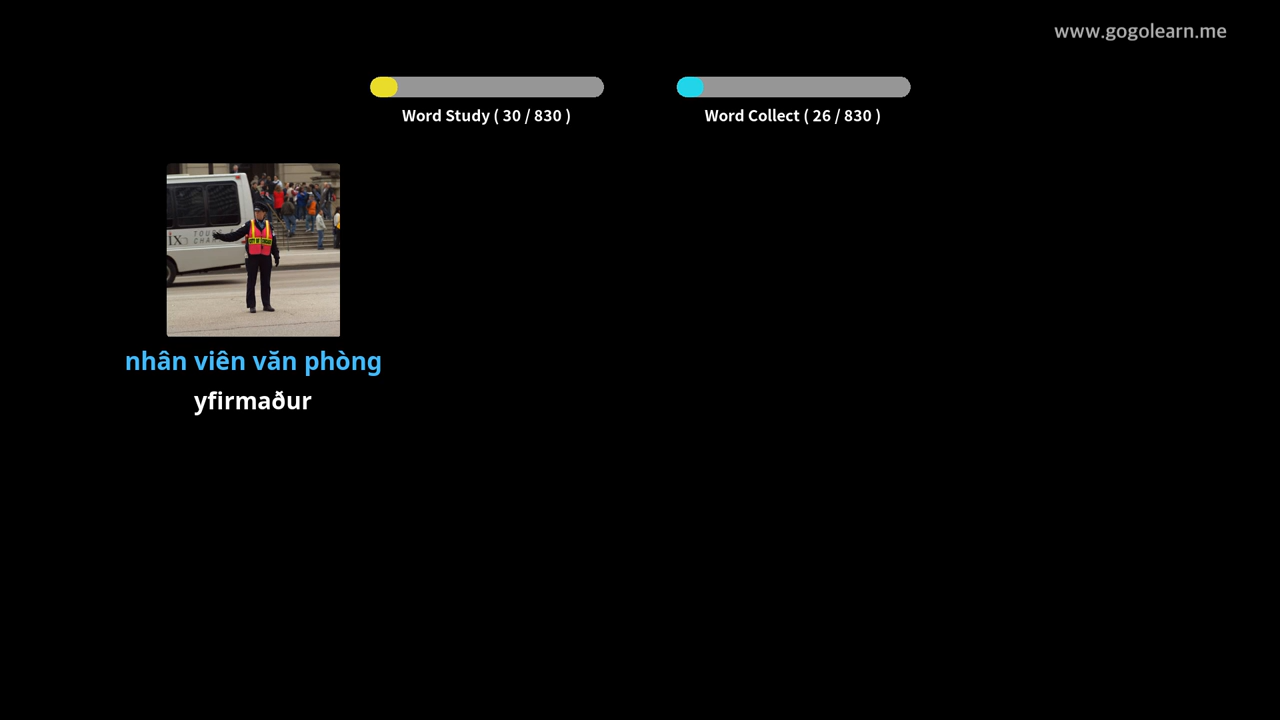 www.gogolearn.me
Word Study ( 30 / 830 )
Word Collect ( 26 / 830 )
nhân viên văn phòng
yfirmaður